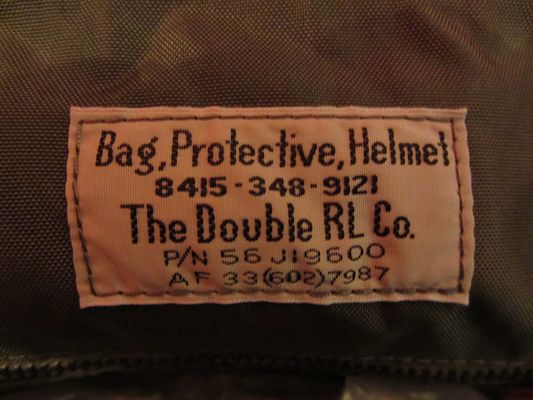 Bag, Protective, Helmet
8415-348-9121
The Double RL Co.
P/N 56J19600
AF 33(602)7987